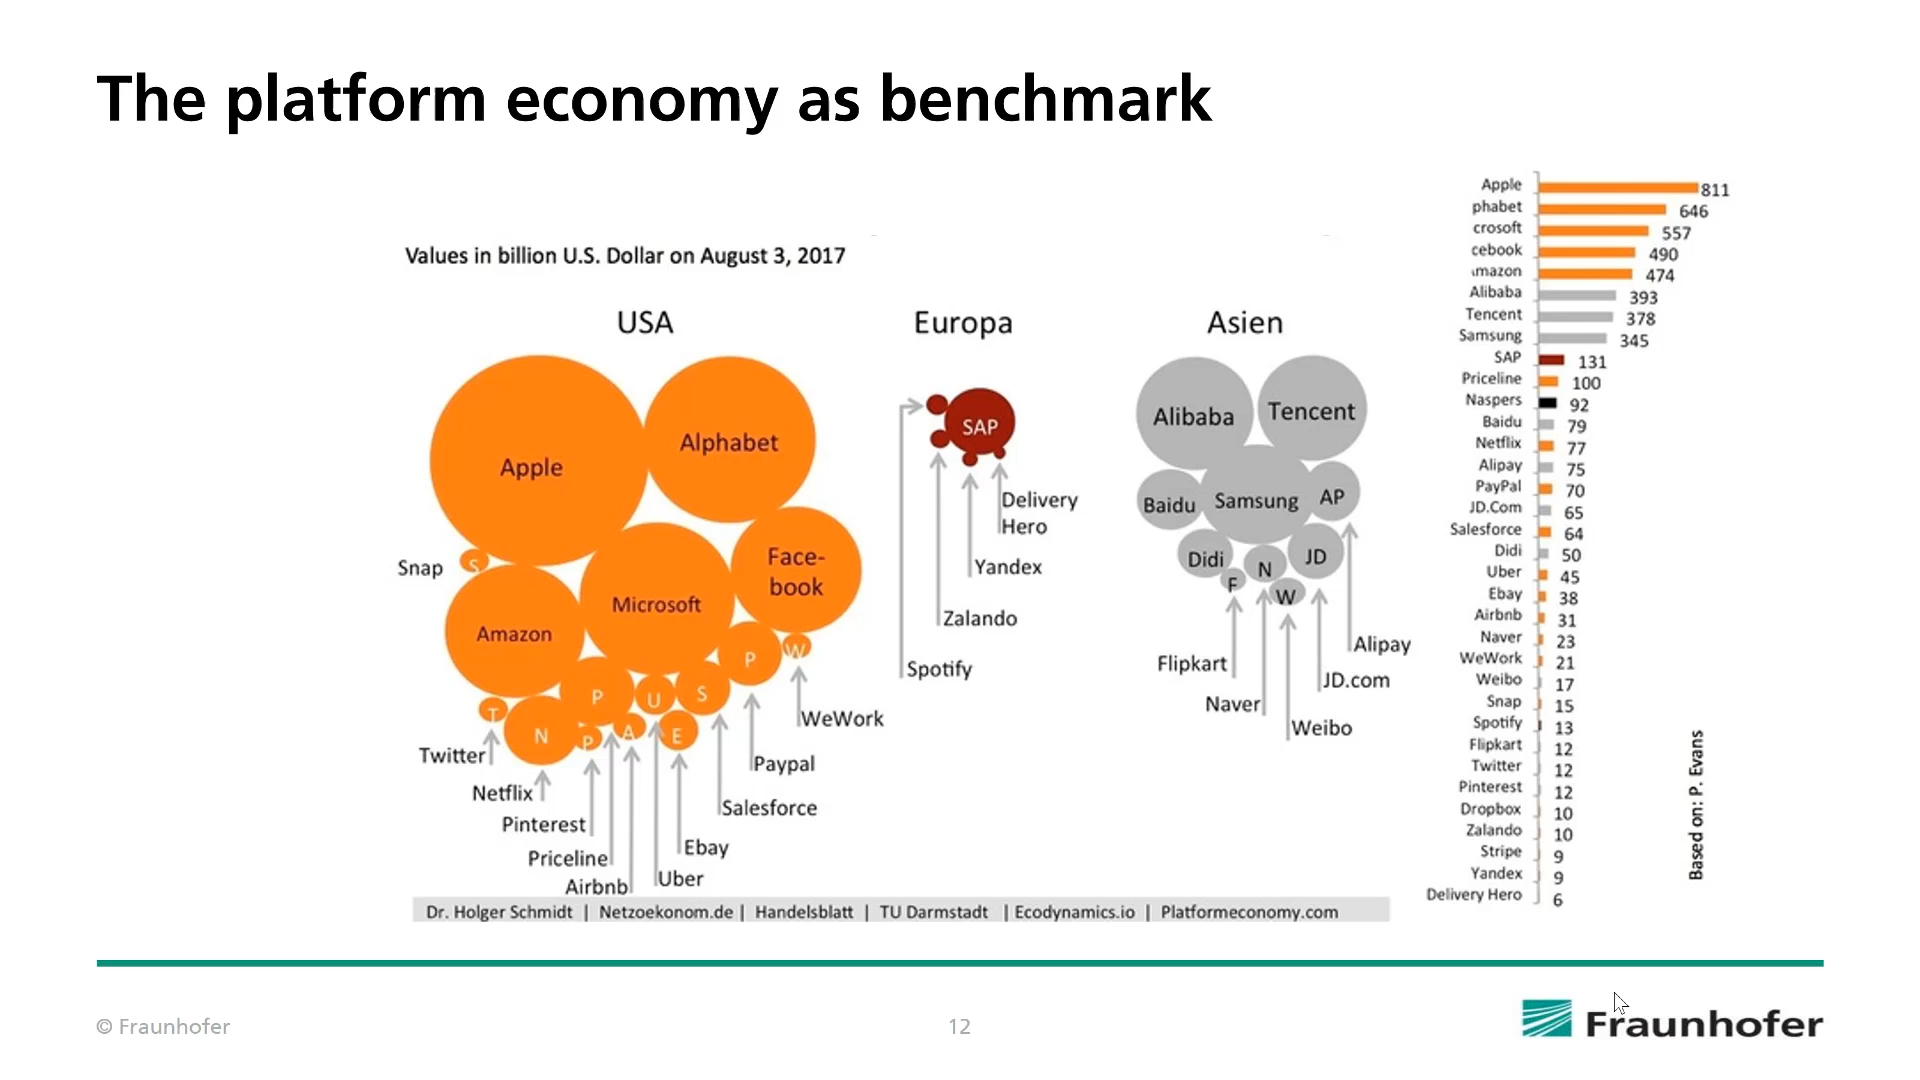 The platform economy as benchmark
Values in billion U.S. Dollar on August 3, 2017
USA
Europa
Asien
Apple
Alphabet
Snap
S
Face-
book
Microsoft
Amazon
P
W
T
N
P
P
A
U
E
S
Twitter
Netflix
Pinterest
Priceline
Airbnb
Uber
Ebay
Salesforce
Paypal
WeWork
SAP
Delivery
Hero
Yandex
Zalando
Spotify
Alibaba
Tencent
Baidu
Samsung
AP
Didi
F
N
W
JD
Flipkart
Naver
Weibo
JD.com
Alipay
Apple 811
phabet 646
crosoft 557
cebook 490
mazon 474
Alibaba 393
Tencent 378
Samsung 345
SAP 131
Priceline 100
Naspers 92
Baidu 79
Netflix 77
Alipay 75
PayPal 70
JD.Com 65
Salesforce 64
Didi 50
Uber 45
Ebay 38
Airbnb 31
Naver 23
WeWork 21
Weibo 17
Snap 15
Spotify 13
Flipkart 12
Twitter 12
Pinterest 12
Dropbox 10
Zalando 10
Stripe 9
Yandex 9
Delivery Hero 6
Based on: P. Evans
Dr. Holger Schmidt | Netzoekonom.de | Handelsblatt | TU Darmstadt | Ecodynamics.io | Platformeconomy.com
© Fraunhofer
12
Fraunhofer